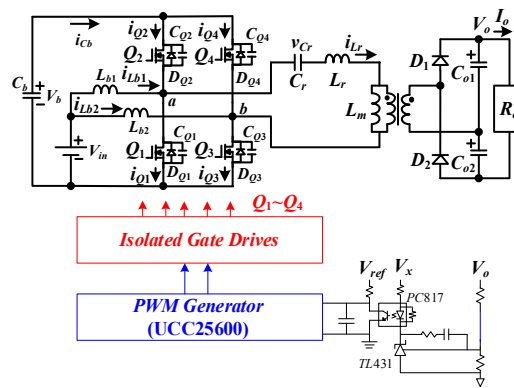 i_Cb
i_Q2
C_Q2
i_Q4
C_Q4
Q_2
Q_4
D_Q2
D_Q4
v_Cr
i_Lr
C_r
L_r
V_o
I_o
D_1
C_o1
C_b
V_b
L_b1
i_Lb1
a
i_Lb2
L_b2
b
L_m
R
D_2
C_o2
V_in
C_Q1
C_Q3
Q_1
Q_3
i_Q1
D_Q1
i_Q3
D_Q3
Q_1~Q_4
Isolated Gate Drives
PWM Generator
(UCC25600)
V_ref
V_x
V_o
PC817
TL431